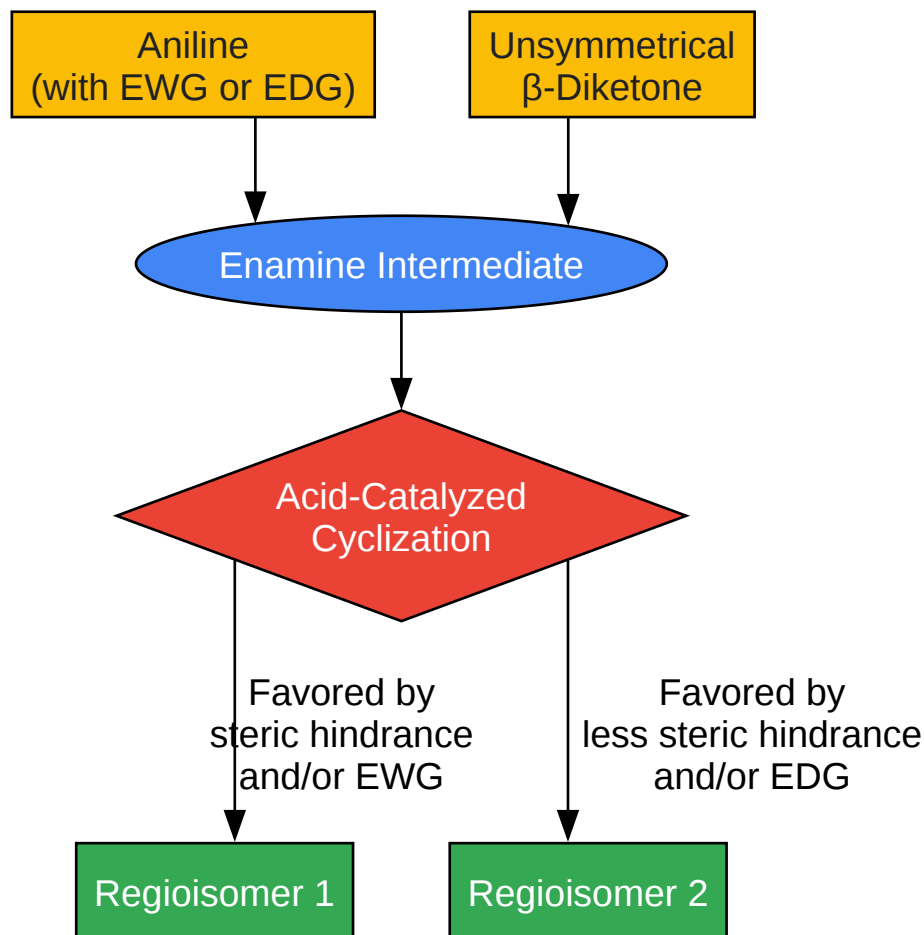 Aniline
(with EWG or EDG)
Unsymmetrical
β-Diketone
Enamine Intermediate
Acid-Catalyzed
Cyclization
Favored by
steric hindrance
and/or EWG
Favored by
less steric hindrance
and/or EDG
Regioisomer 1
Regioisomer 2